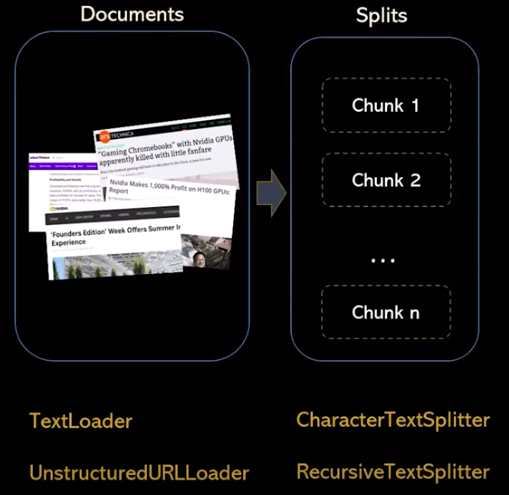 Documents
Splits
ars TECHNICA
"Gaming Chromebooks" with Nvidia GPUs
apparently killed with little fanfare
Nvidia Makes 1,000% Profit on H100 GPUs:
Report
'Founders Edition' Week Offers Summer In
Experience
Chunk 1
Chunk 2
...
Chunk n
TextLoader
CharacterTextSplitter
UnstructuredURLLoader
RecursiveTextSplitter